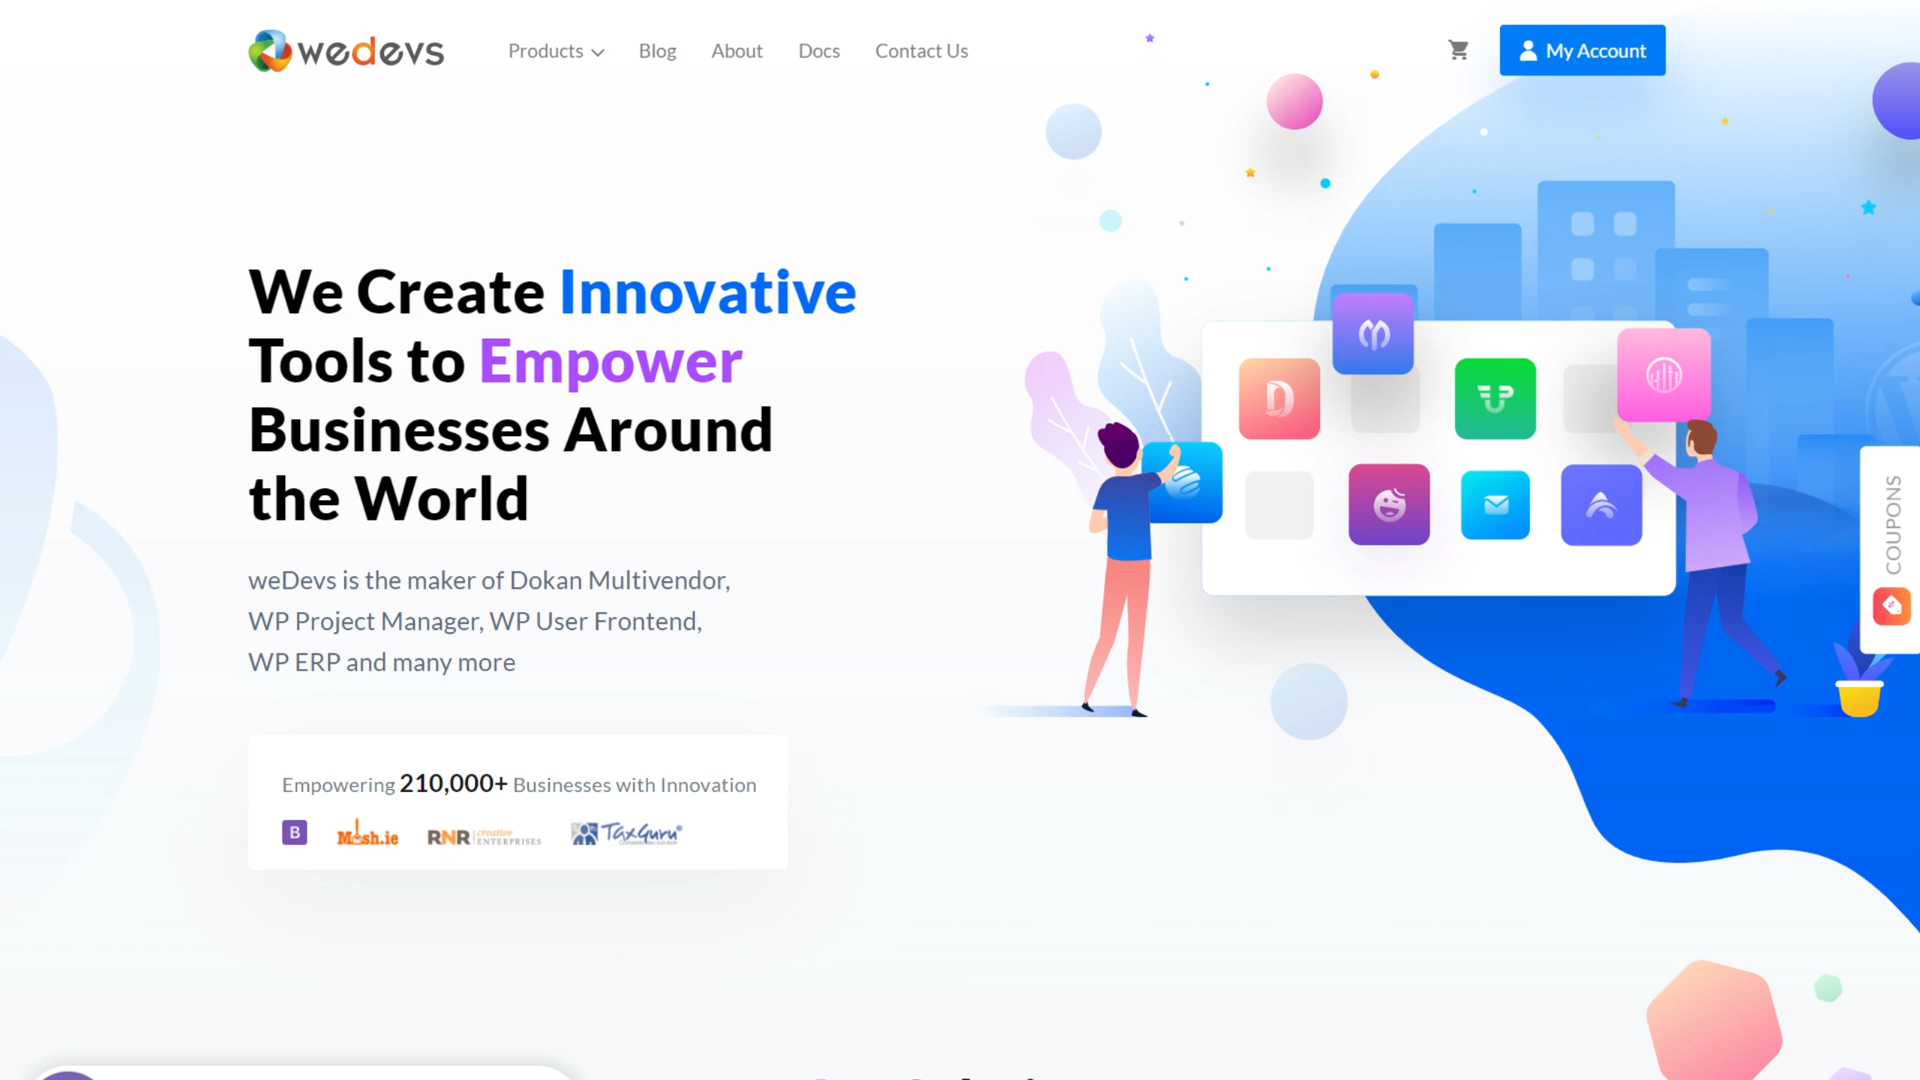 wedevs
Products Blog About Docs Contact Us
My Account
We Create Innovative
Tools to Empower
Businesses Around
the World
weDevs is the maker of Dokan Multivendor,
WP Project Manager, WP User Frontend,
WP ERP and many more
Empowering 210,000+ Businesses with Innovation
B
Mash.ie
RNR creative
ENTERPRISES
TaxGuru
COUPONS